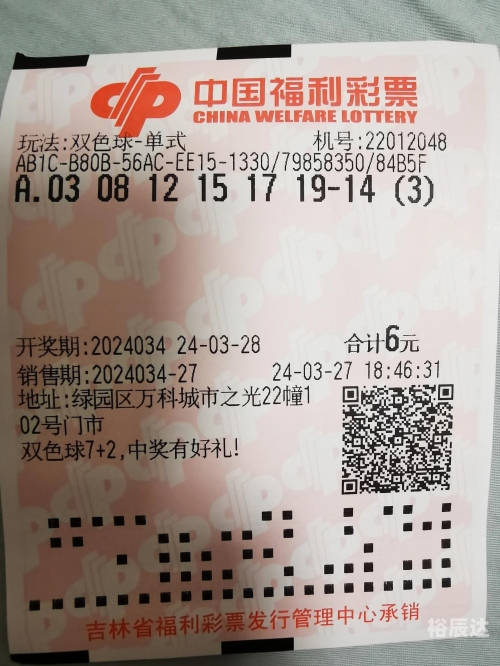 中国福利彩票
CHINA WELFARE LOTTERY
玩法:双色球-单式 机号:22012048
AB1C-B80B-56AC-EE15-1330/79858350/84B5F
A.03 08 12 15 17 19-14 (3)
开奖期:2024034 24-03-28 合计6元
销售期:2024034-27 24-03-27 18:46:31
地址:绿园区万科城市之光22幢1
02号门市
双色球7+2,中奖有好礼!
吉林省福利彩票发行管理中心承销
裕辰达